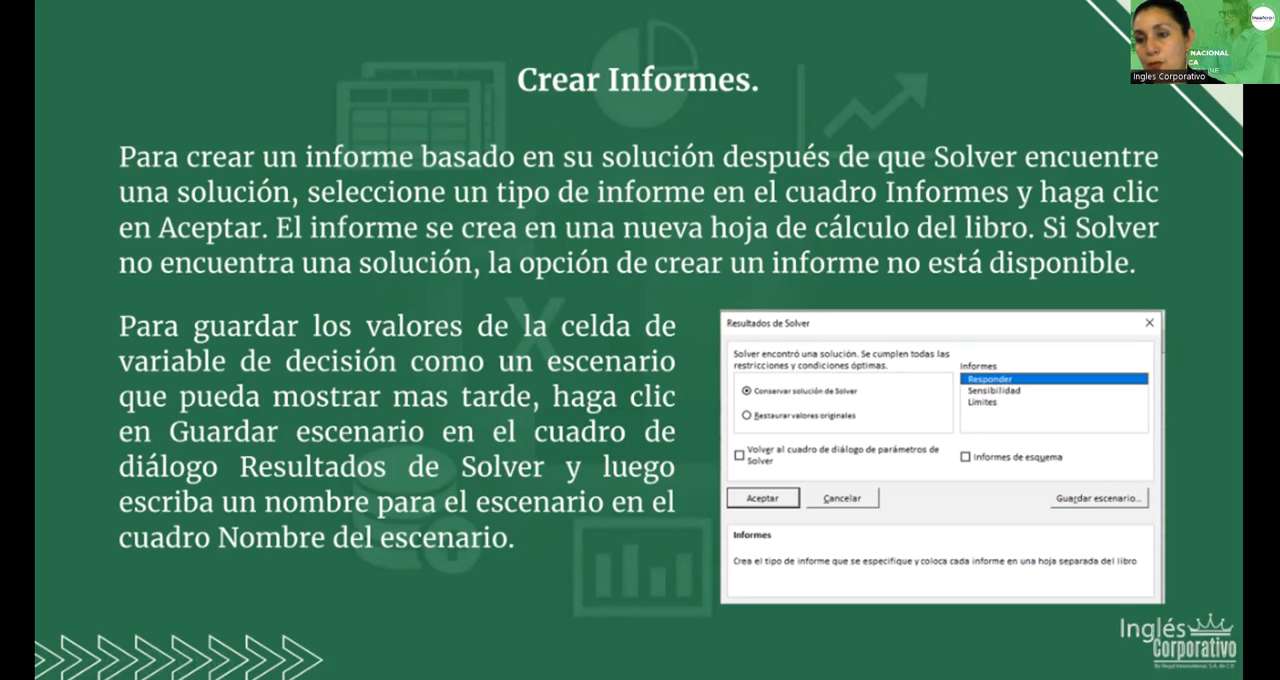 NACIONAL
CA
INE
Ingles Corporativo
Crear Informes.
Para crear un informe basado en su solución después de que Solver encuentre
una solución, seleccione un tipo de informe en el cuadro Informes y haga clic
en Aceptar. El informe se crea en una nueva hoja de cálculo del libro. Si Solver
no encuentra una solución, la opción de crear un informe no está disponible.
Para guardar los valores de la celda de
variable de decisión como un escenario
que pueda mostrar mas tarde, haga clic
en Guardar escenario en el cuadro de
diálogo Resultados de Solver y luego
escriba un nombre para el escenario en el
cuadro Nombre del escenario.
Resultados de Solver
Solver encontró una solución. Se cumplen todas las
restricciones y condiciones óptimas.
Conservar solución de Solver
Restaurar valores originales
Informes
Responder
Sensibilidad
Límites
Volver al cuadro de diálogo de parámetros de
Solver
Informes de esquema
Aceptar
Cancelar
Guardar escenario...
Informes
Crea el tipo de informe que se especifique y coloca cada informe en una hoja separada del libro
Inglés
Corporativo